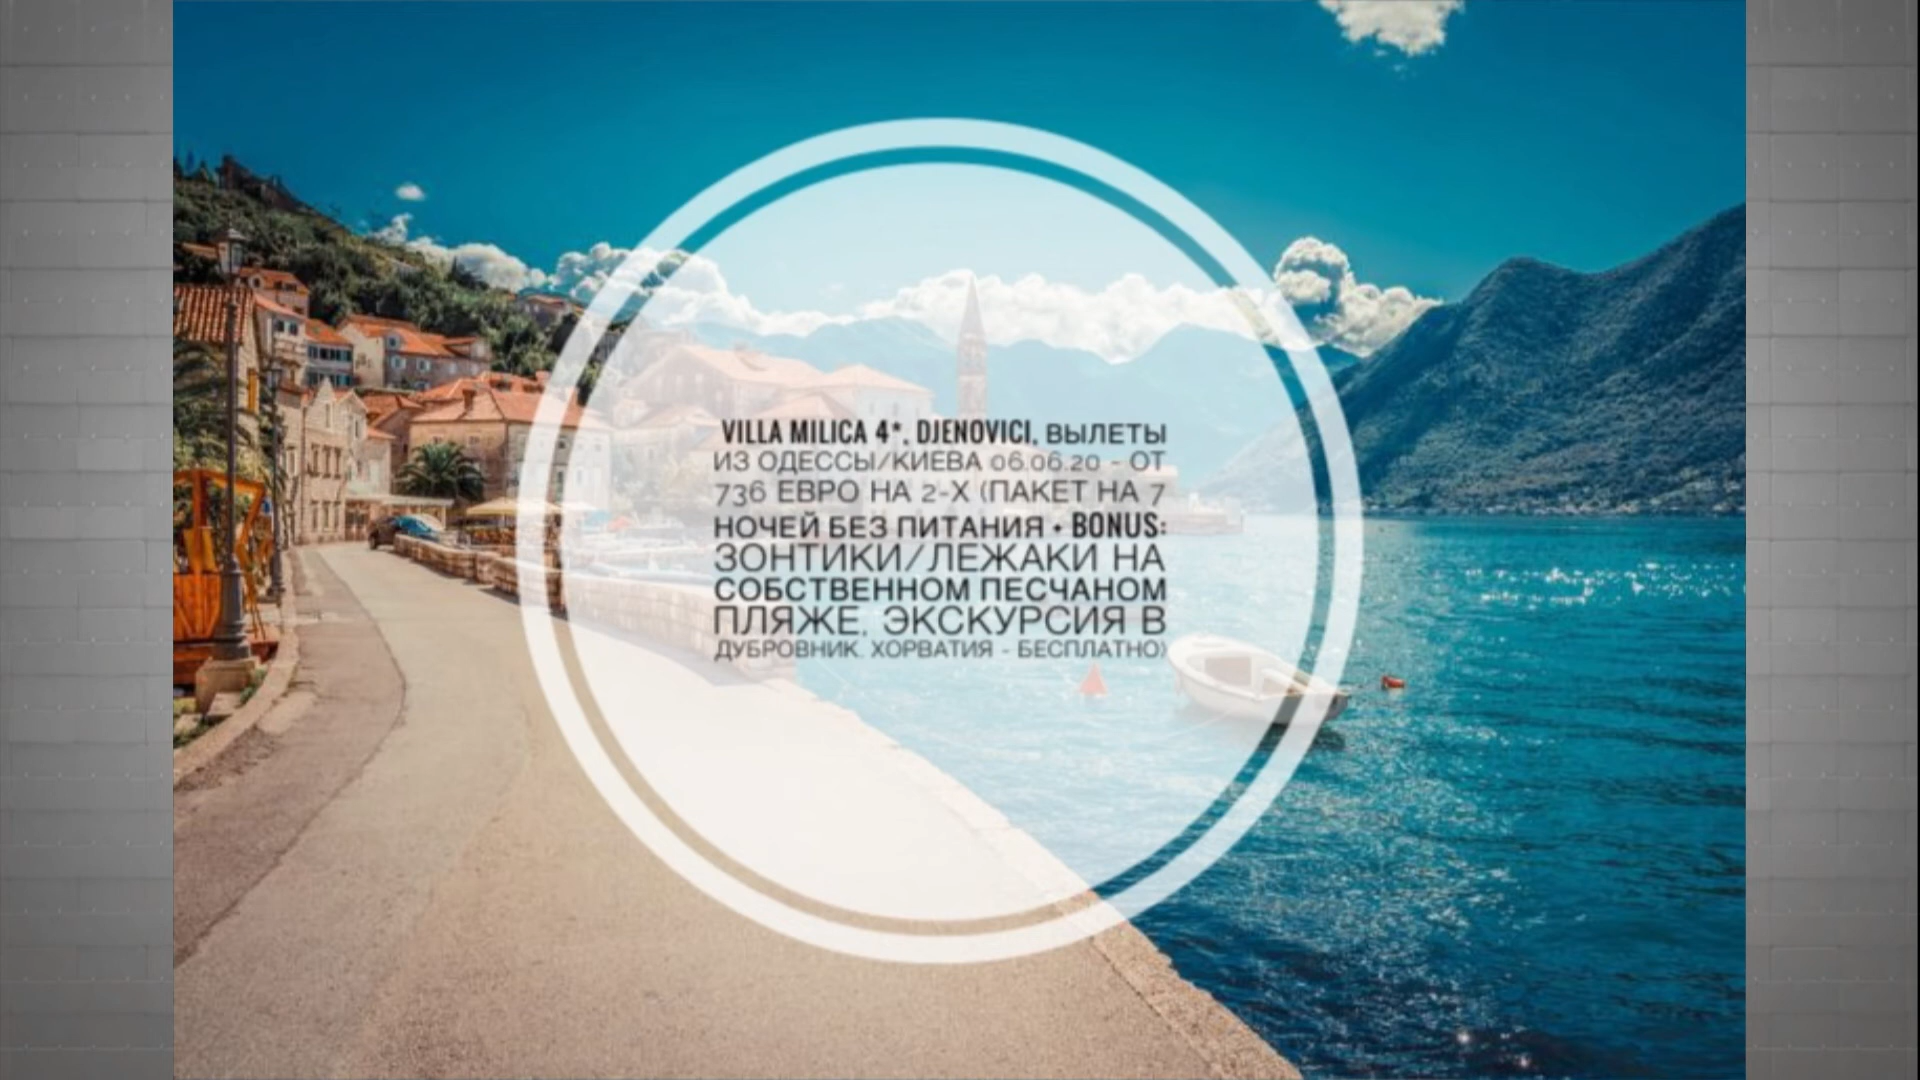 VILLA MILICA 4*, DJENOVICI, ВЫЛЕТЫ
ИЗ ОДЕССЫ/КИЕВА 06.06.20 - ОТ
736 ЕВРО НА 2-Х (ПАКЕТ НА 7
НОЧЕЙ БЕЗ ПИТАНИЯ + BONUS:
ЗОНТИКИ/ЛЕЖАКИ НА
СОБСТВЕННОМ ПЕСЧАНОМ
ПЛЯЖЕ, ЭКСКУРСИЯ В
ДУБРОВНИК, ХОРВАТИЯ - БЕСПЛАТНО)